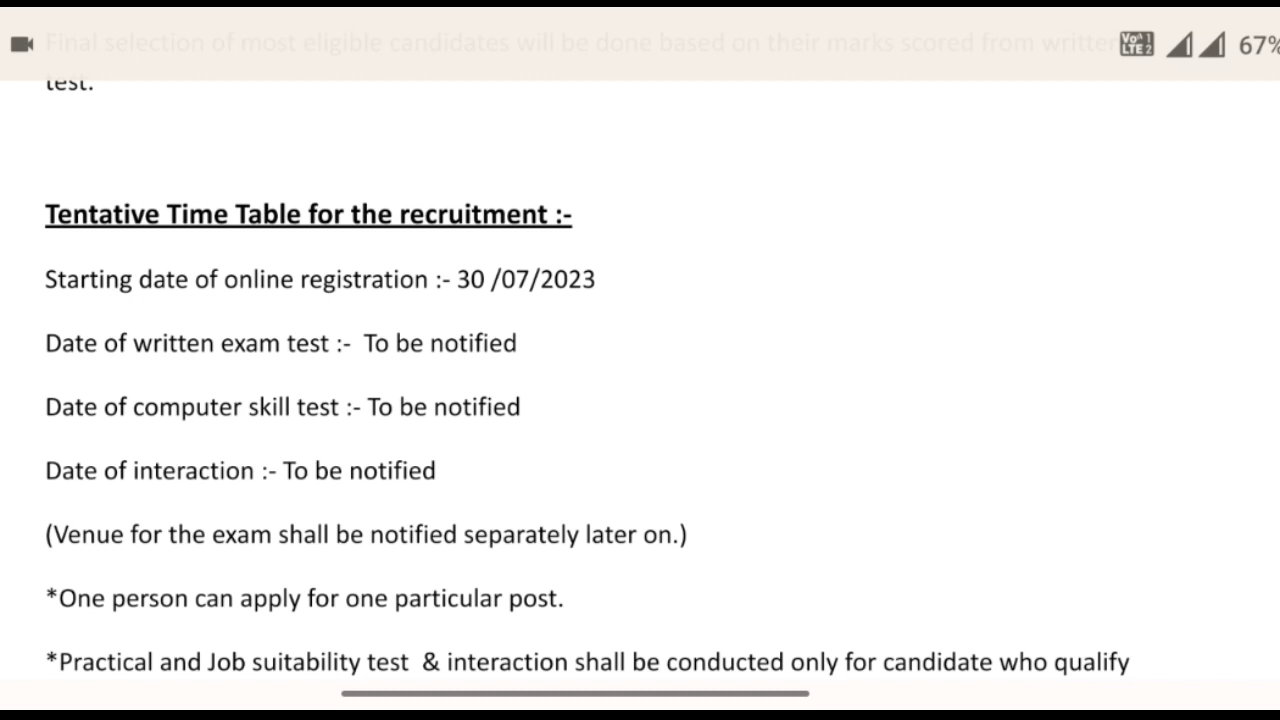 Final selection of most eligible candidates will be done based on their marks scored from written
VoA 1
LTE 2
67%
test.
Tentative Time Table for the recruitment :-
Starting date of online registration :- 30 /07/2023
Date of written exam test :-  To be notified
Date of computer skill test :- To be notified
Date of interaction :- To be notified
(Venue for the exam shall be notified separately later on.)
*One person can apply for one particular post.
*Practical and Job suitability test  & interaction shall be conducted only for candidate who qualify